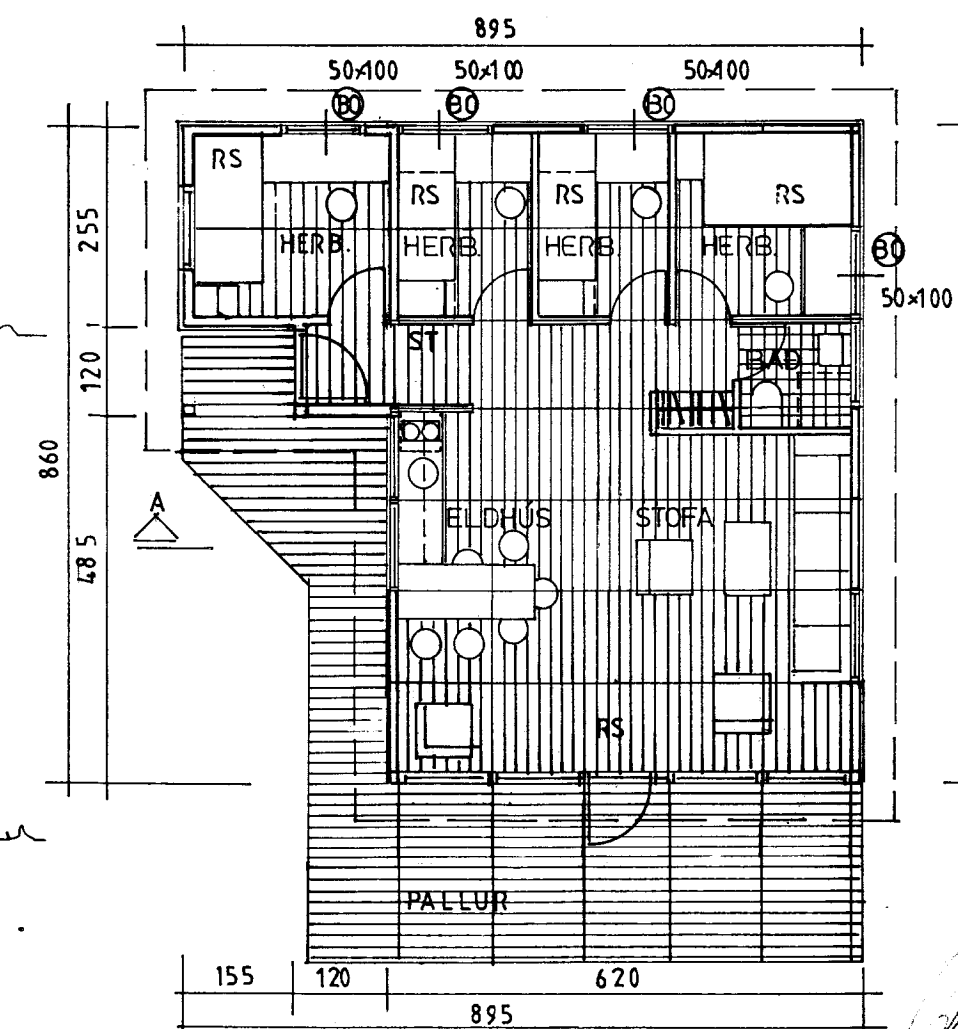 895
50x100 50x100 50x100
BO BO BO
RS RS RS RS
HERB. HERB. HERB. HERB.
BO
50x100
255
ST
BAÐ
120
860
A
ELDHÚS STOFA
485
RS
PALLUR
155 120 620
895